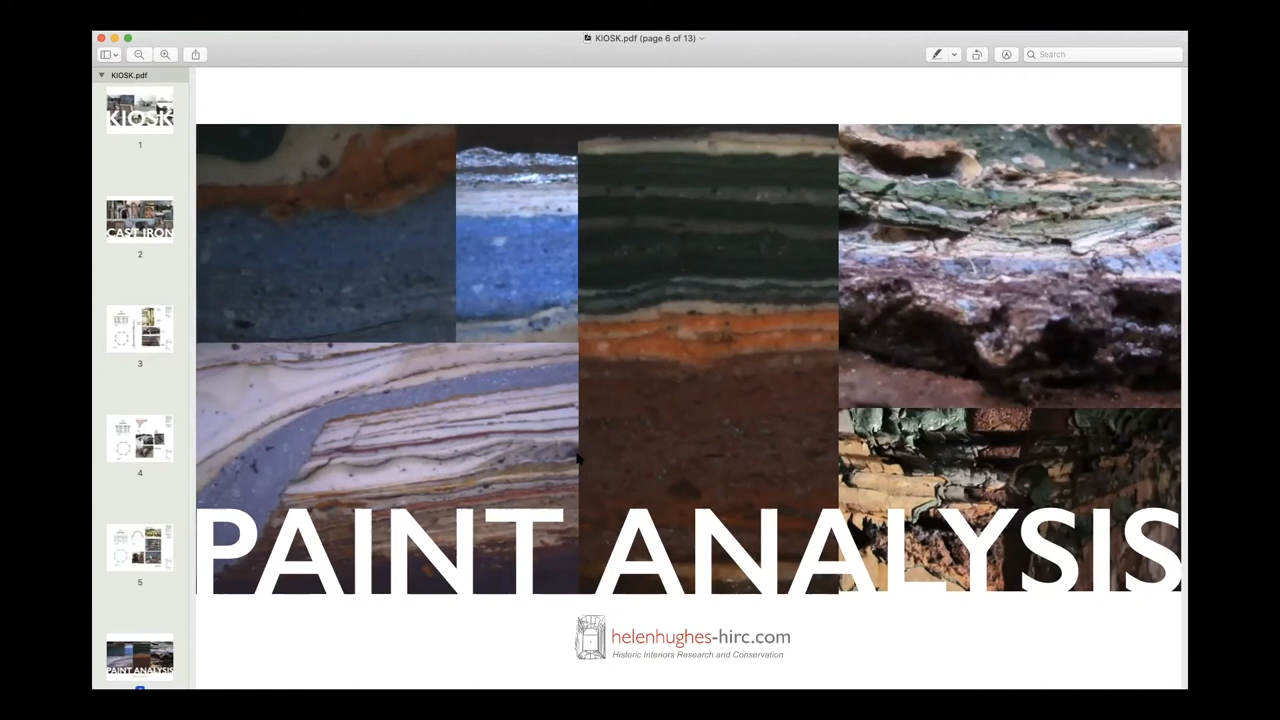 KIOSK.pdf (page 6 of 13)
Search
KIOSK.pdf
KIOSK
1
CAST IRON
2
3
4
5
PAINT ANALYSIS
PAINT ANALYSIS
helenhughes-hirc.com
Historic Interiors Research and Conservation